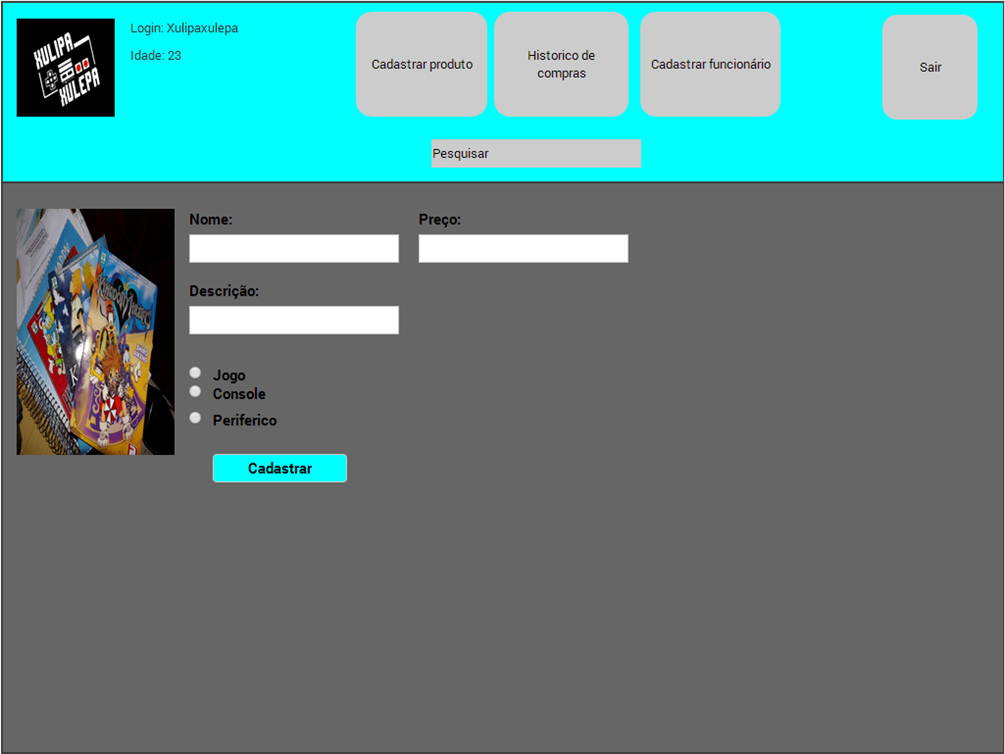 XULIPA
XULEPA
Login: Xulipaxulepa
Idade: 23
Cadastrar produto
Historico de
compras
Cadastrar funcionário
Sair
Pesquisar
Nome:
Preço:
Descrição:
Jogo
Console
Periferico
Cadastrar